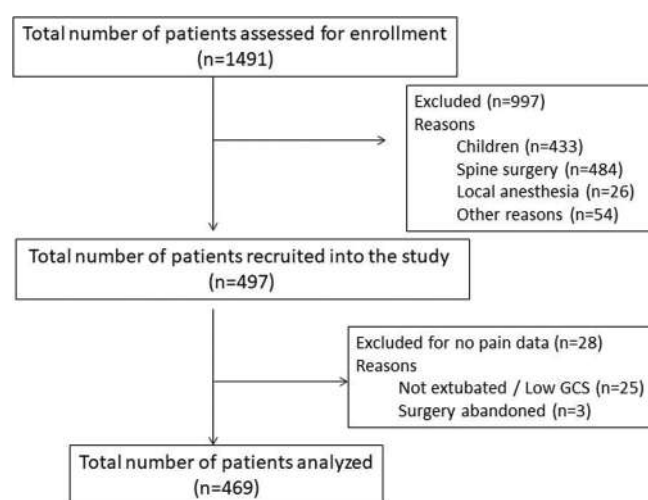 Total number of patients assessed for enrollment
(n=1491)
Excluded (n=997)
Reasons
Children (n=433)
Spine surgery (n=484)
Local anesthesia (n=26)
Other reasons (n=54)
Total number of patients recruited into the study
(n=497)
Excluded for no pain data (n=28)
Reasons
Not extubated / Low GCS (n=25)
Surgery abandoned (n=3)
Total number of patients analyzed
(n=469)